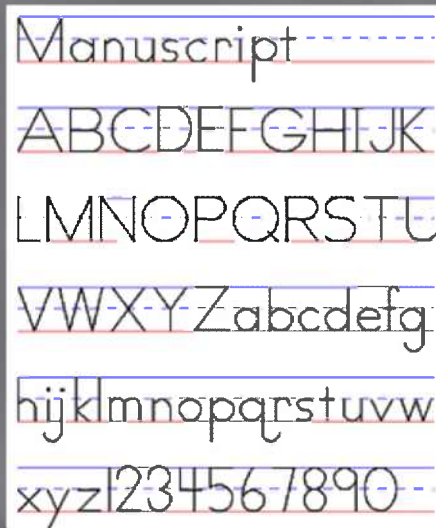 Manuscript
ABCDEFGHIJK
LMNOPQRSTU
VWXYZabcdefg
hijklmnopqrstuvw
xyz1234567890